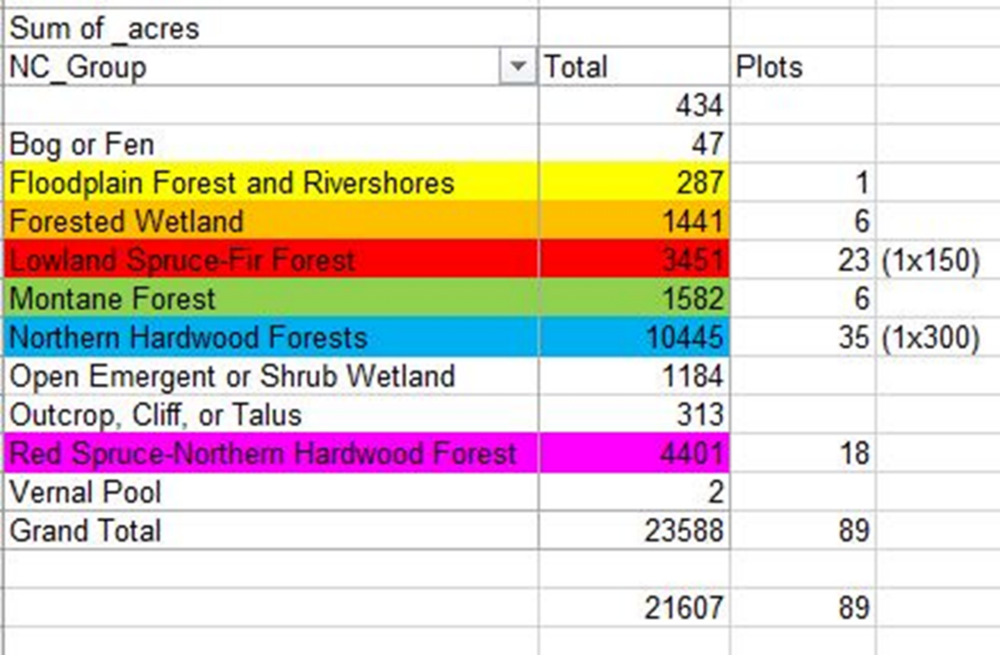 Sum of _acres
NC_Group Total Plots
434
Bog or Fen 47
Floodplain Forest and Rivershores 287 1
Forested Wetland 1441 6
Lowland Spruce-Fir Forest 3451 23 (1x150)
Montane Forest 1582 6
Northern Hardwood Forests 10445 35 (1x300)
Open Emergent or Shrub Wetland 1184
Outcrop, Cliff, or Talus 313
Red Spruce-Northern Hardwood Forest 4401 18
Vernal Pool 2
Grand Total 23588 89
21607 89